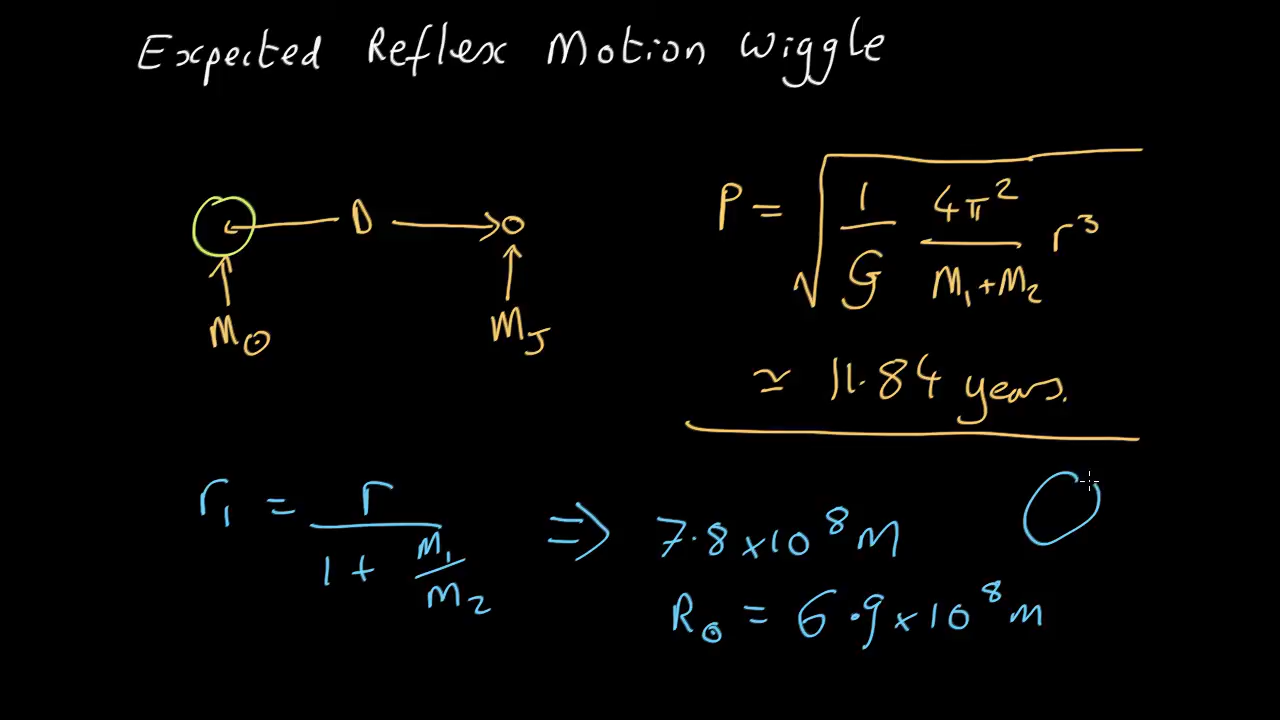 Expected Reflex Motion Wiggle
D
M☉ M_J
P = √(1/G 4π²/(M₁+M₂) r³)
≃ 11.84 years.
r₁ = r/(1 + M₁/M₂) ⇒ 7.8×10⁸ m
R☉ = 6.9×10⁸ m